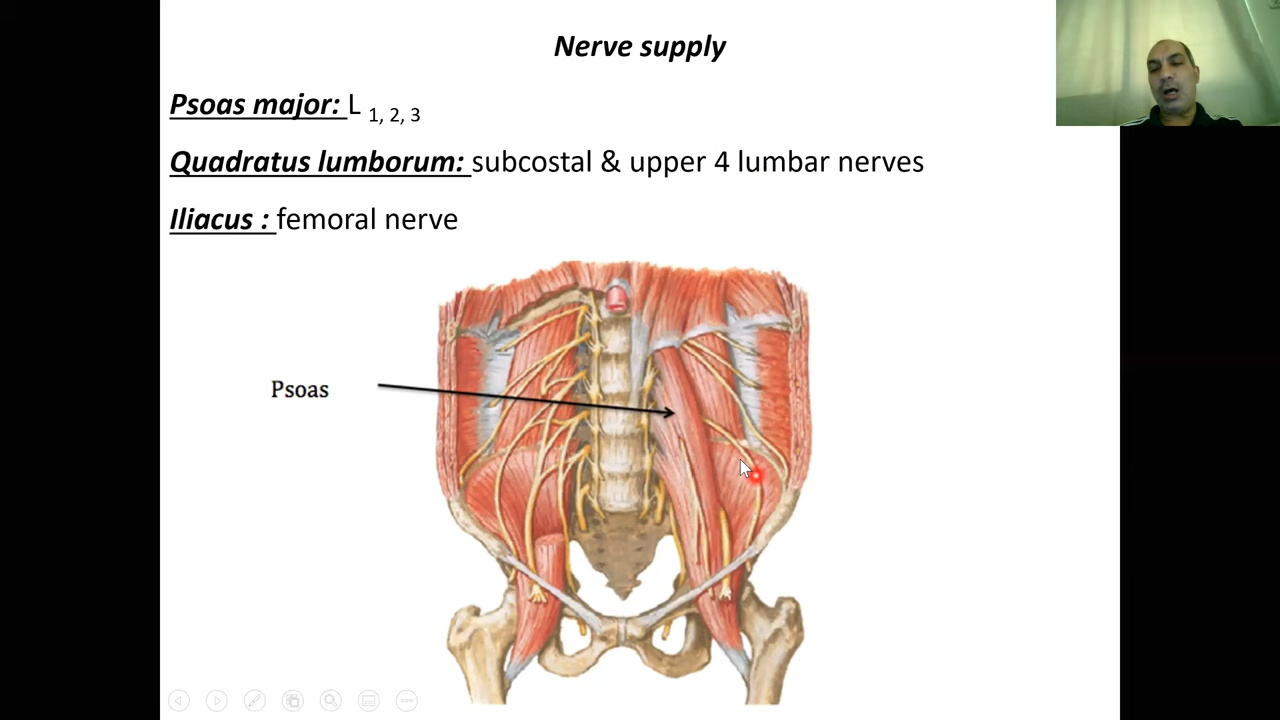 Nerve supply
Psoas major: L 1, 2, 3
Quadratus lumborum: subcostal & upper 4 lumbar nerves
Iliacus : femoral nerve
Psoas